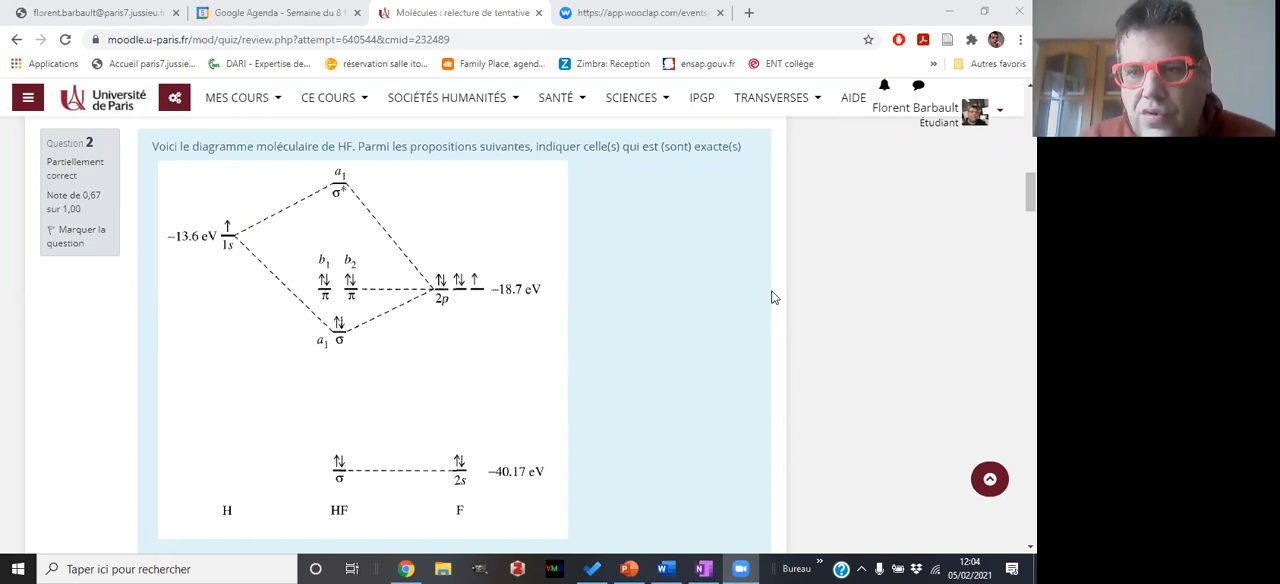 florent.barbault@paris7.jussieu.
Google Agenda - Semaine du 8
Molécules : relecture de tentative
https://app.wooclap.com/events
moodle.u-paris.fr/mod/quiz/review.php?attempt=640544&cmid=232489
Applications
Accueil paris7.jussie...
DARI - Expertise de...
réservation salle ito...
Family Place, agend...
Zimbra: Réception
ensap.gouv.fr
ENT collège
»
Autres favoris
Université de Paris
MES COURS
CE COURS
SOCIÉTÉS HUMANITÉS
SANTÉ
SCIENCES
IPGP
TRANSVERSES
AIDE
Florent Barbault
Étudiant
Question 2
Partiellement
correct
Note de 0,67
sur 1,00
Marquer la
question
Voici le diagramme moléculaire de HF. Parmi les propositions suivantes, indiquer celle(s) qui est (sont) exacte(s)
a1
σ*
−13.6 eV
1s
b1 b2
π π
2p
−18.7 eV
a1 σ
−40.17 eV
σ
2s
H HF F
Taper ici pour rechercher
YMD
Bureau »
12:04
05/02/2021